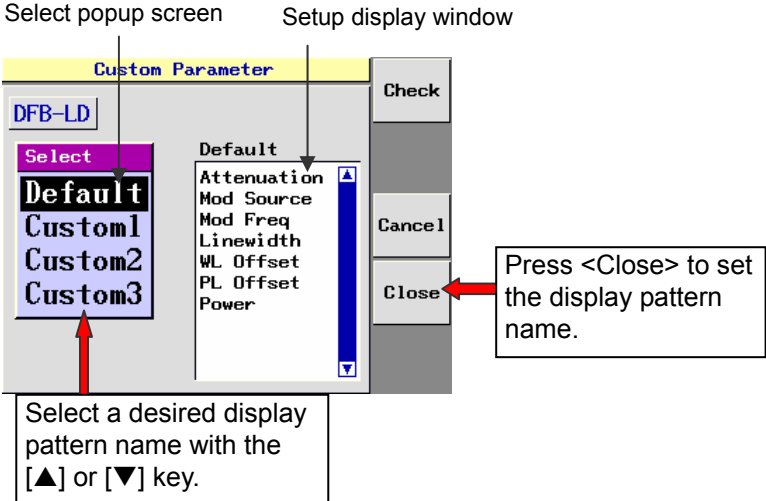 Select popup screen
Setup display window
Custom Parameter
Check
DFB-LD
Select
Default
Custom1
Custom2
Custom3
Default
Attenuation
Mod Source
Mod Freq
Linewidth
WL Offset
PL Offset
Power
Cancel
Close
Press <Close> to set
the display pattern
name.
Select a desired display
pattern name with the
[▲] or [▼] key.